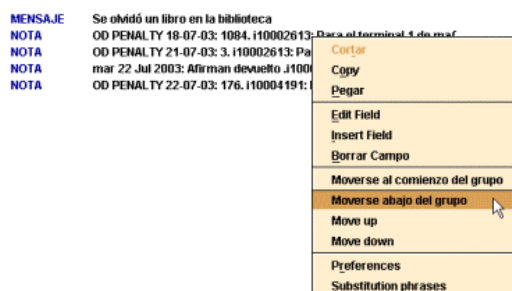 MENSAJE Se olvidó un libro en la biblioteca
NOTA OD PENALTY 18-07-03: 1084. i10002613: Para el terminal 1 de
NOTA OD PENALTY 21-07-03: 3. i10002613: Pa
NOTA mar 22 Jul 2003: Afirman devuelto .i100
NOTA OD PENALTY 22-07-03: 176. i10004191:
Cortar
Copy
Pegar
Edit Field
Insert Field
Borrar Campo
Moverse al comienzo del grupo
Moverse abajo del grupo
Move up
Move down
Preferences
Substitution phrases